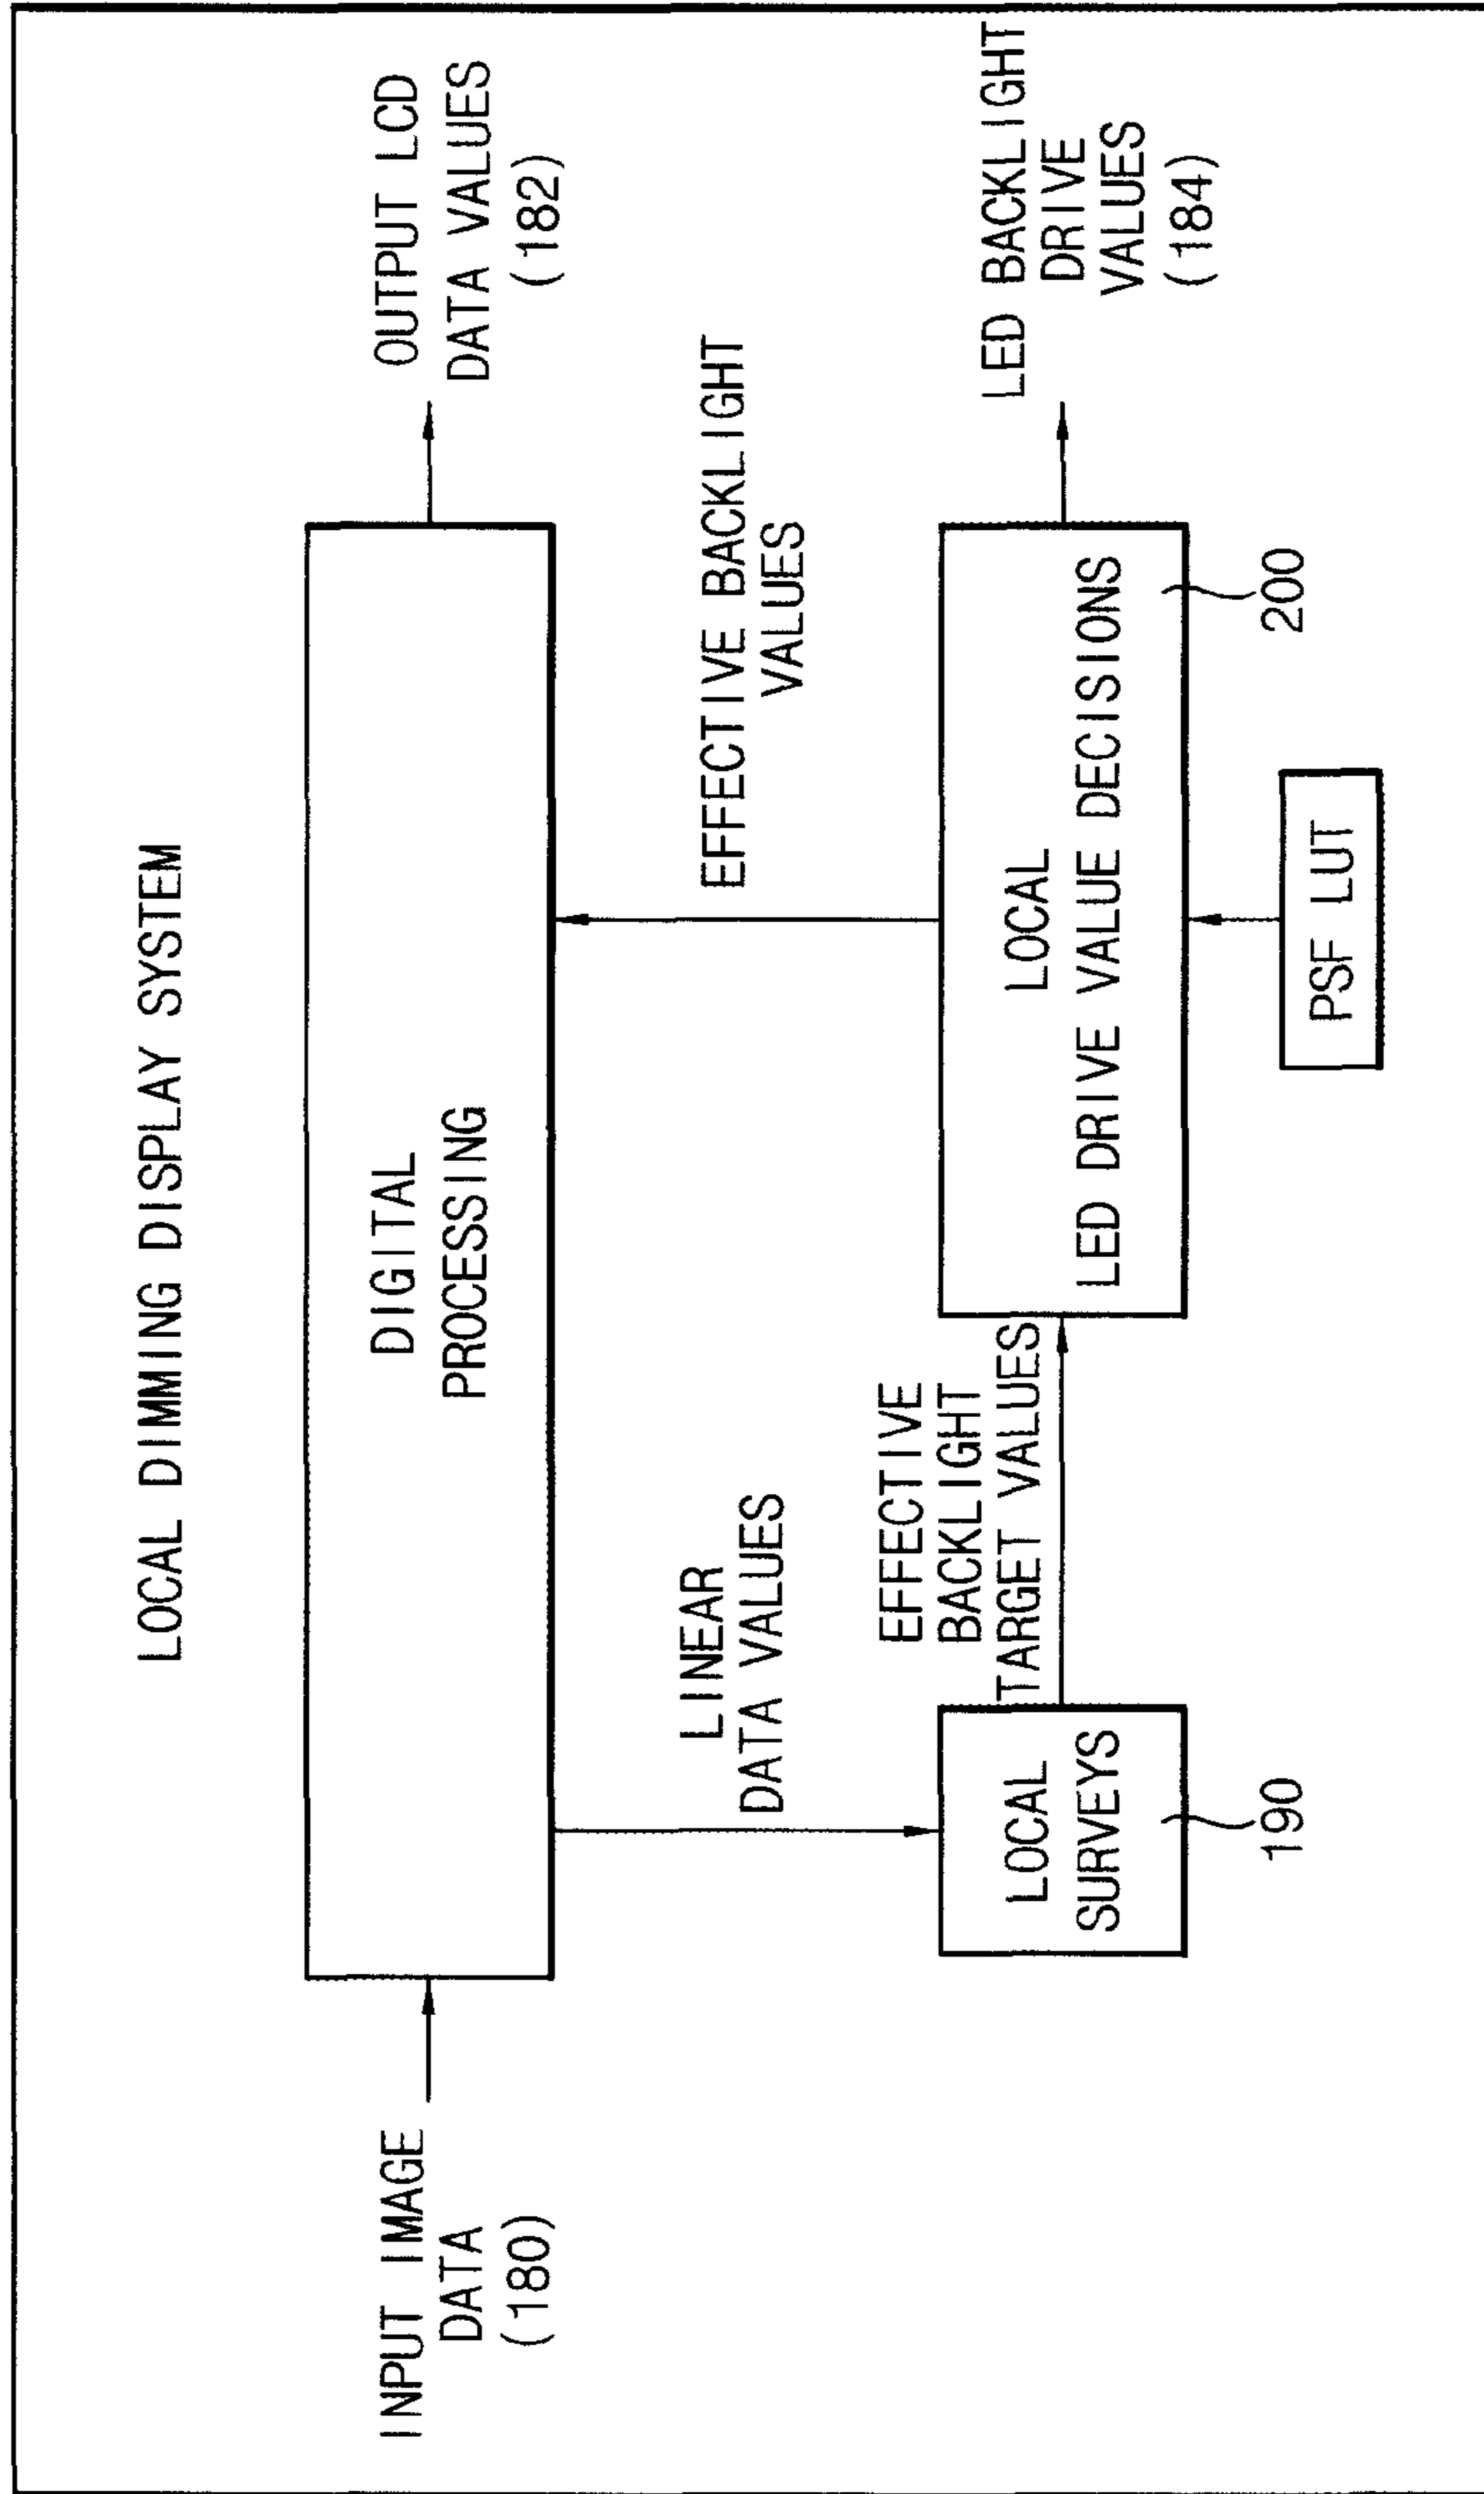 LOCAL DIMMING DISPLAY SYSTEM
INPUT IMAGE
DATA
(180)
DIGITAL
PROCESSING
OUTPUT LCD
DATA VALUES
(182)
LINEAR
DATA VALUES
EFFECTIVE BACKLIGHT
VALUES
EFFECTIVE
BACKLIGHT
TARGET VALUES
LOCAL
SURVEYS
190
LOCAL
LED DRIVE VALUE DECISIONS
200
LED BACKLIGHT
DRIVE
VALUES
(184)
PSF LUT